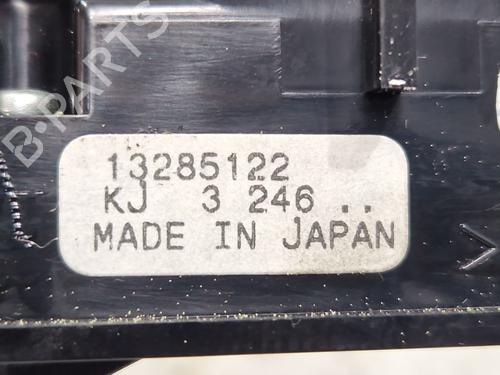 B-PARTS
13285122
KJ 3 246 ..
MADE IN JAPAN